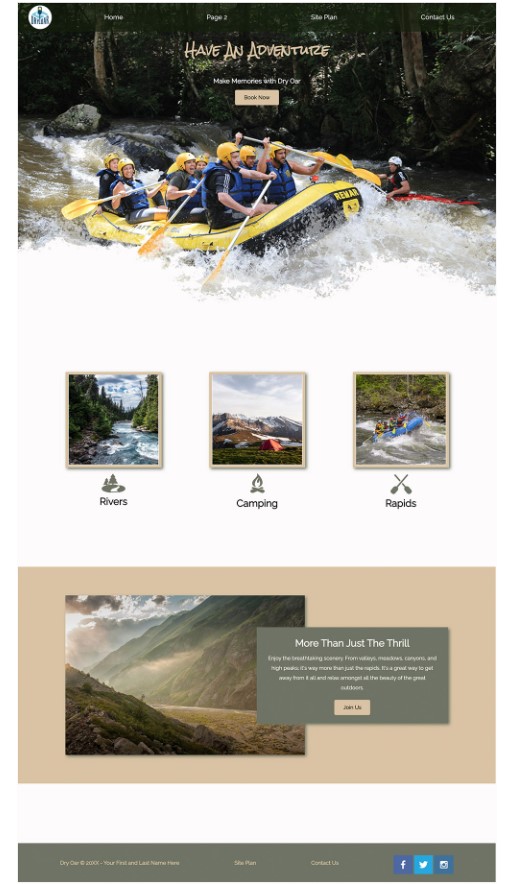 Home Page 2 Site Plan Contact Us
Have An Adventure
Make Memories with Dry Oar
Book Now
Rivers Camping Rapids
More Than Just The Thrill
Enjoy the breathtaking scenery. From valleys, meadows, canyons, and
high peaks, it's way more than just the rapids. It's a great way to get
away from it all and relax amongst all the beauty of the great
outdoors.
Join Us
Dry Oar © 20XX - Your First and Last Name Here Site Plan Contact Us